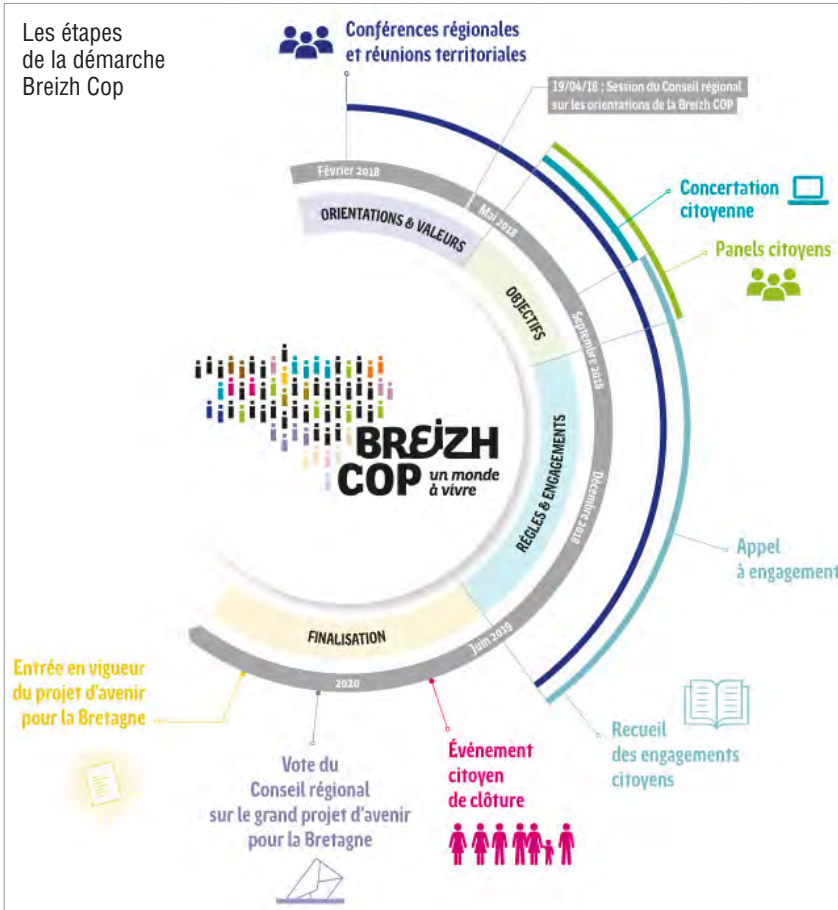 Les étapes
de la démarche
Breizh Cop
Conférences régionales
et réunions territoriales
19/04/18 : Session du Conseil régional
sur les orientations de la Breizh COP
Février 2018
ORIENTATIONS & VALEURS
Mai 2018
Concertation
citoyenne
Panels citoyens
OBJECTIFS
Septembre 2018
BREIZH
COP un monde
à vivre
RÉGLES & ENGAGEMENTS
Décembre 2018
Appel
à engagement
FINALISATION
Juin 2019
2020
Entrée en vigueur
du projet d'avenir
pour la Bretagne
Recueil
des engagements
citoyens
Événement
citoyen
de clôture
Vote du
Conseil régional
sur le grand projet d'avenir
pour la Bretagne